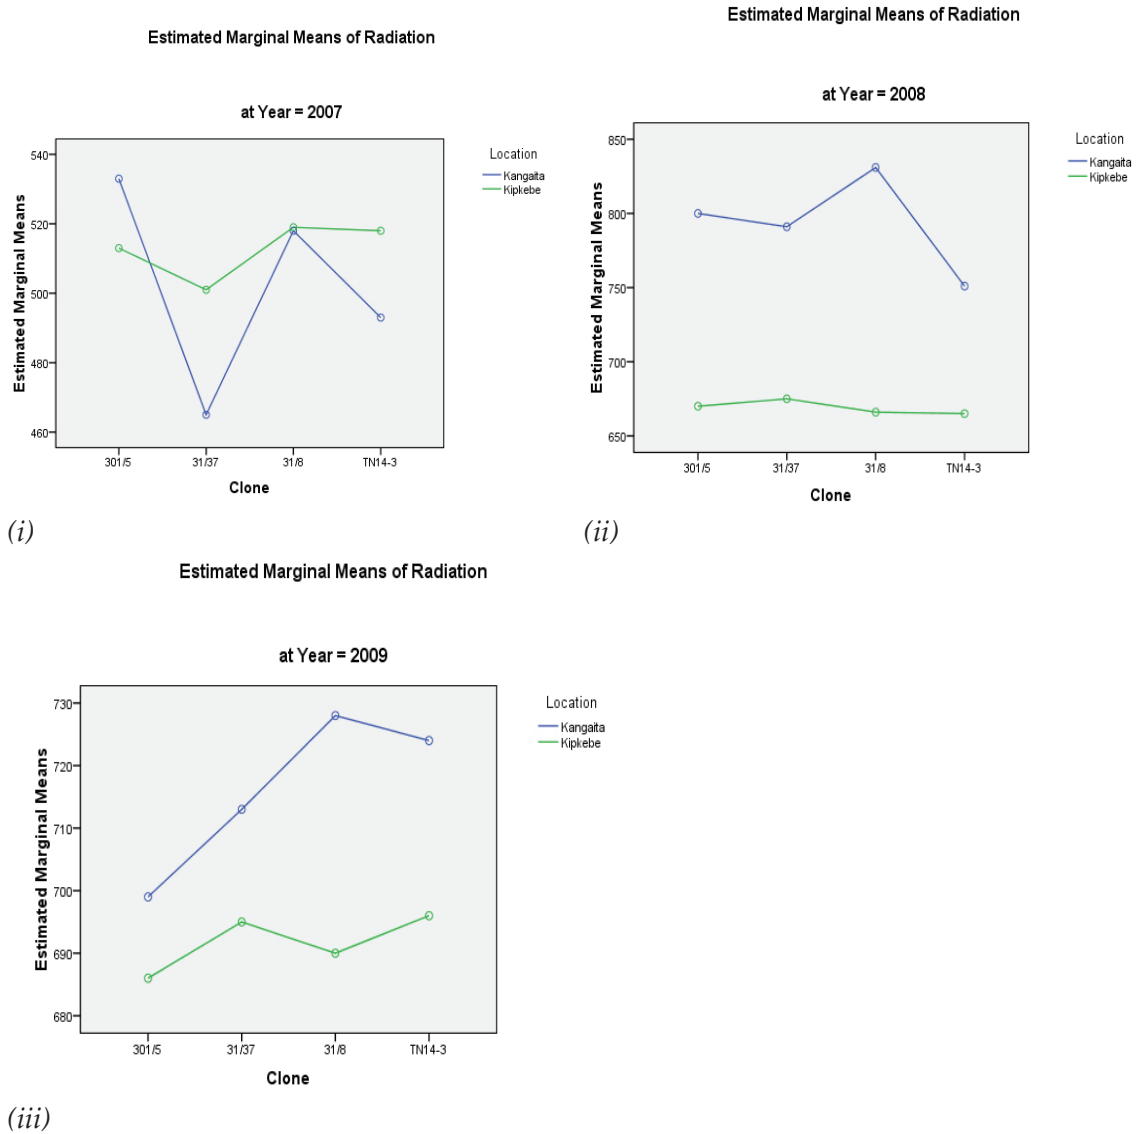 Estimated Marginal Means of Radiation
at Year = 2007
Location
Kangaita
Kipkebe
Estimated Marginal Means
540
520
500
480
460
301/5 31/37 31/8 TN14-3
Clone
(i)
Estimated Marginal Means of Radiation
at Year = 2008
Location
Kangaita
Kipkebe
Estimated Marginal Means
850
800
750
700
650
301/5 31/37 31/8 TN14-3
Clone
(ii)
Estimated Marginal Means of Radiation
at Year = 2009
Location
Kangaita
Kipkebe
Estimated Marginal Means
730
720
710
700
690
680
301/5 31/37 31/8 TN14-3
Clone
(iii)